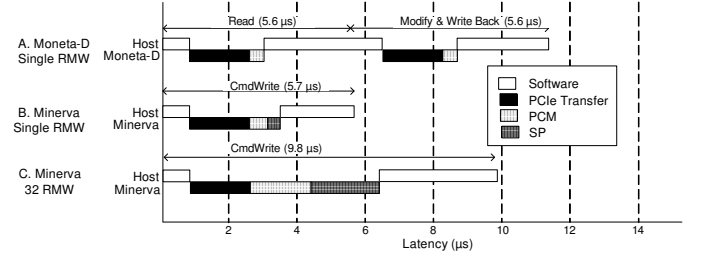 Read (5.6 µs)
Modify & Write Back (5.6 µs)
A. Moneta-D
Single RMW
Host
Moneta-D
CmdWrite (5.7 µs)
B. Minerva
Single RMW
Host
Minerva
CmdWrite (9.8 µs)
C. Minerva
32 RMW
Host
Minerva
Software
PCIe Transfer
PCM
SP
2 4 6 8 10 12 14
Latency (µs)